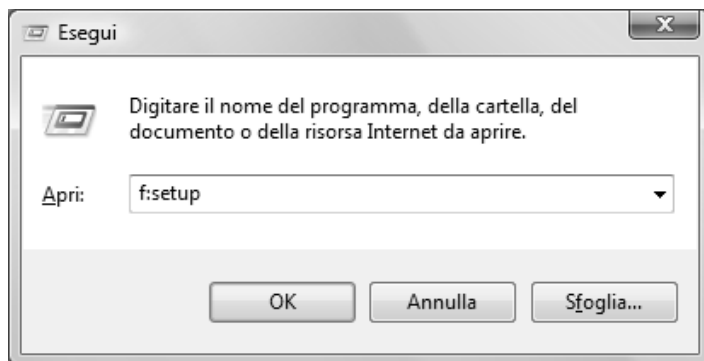 Esegui
Digitare il nome del programma, della cartella, del
documento o della risorsa Internet da aprire.
Apri: f:setup
OK Annulla Sfoglia...